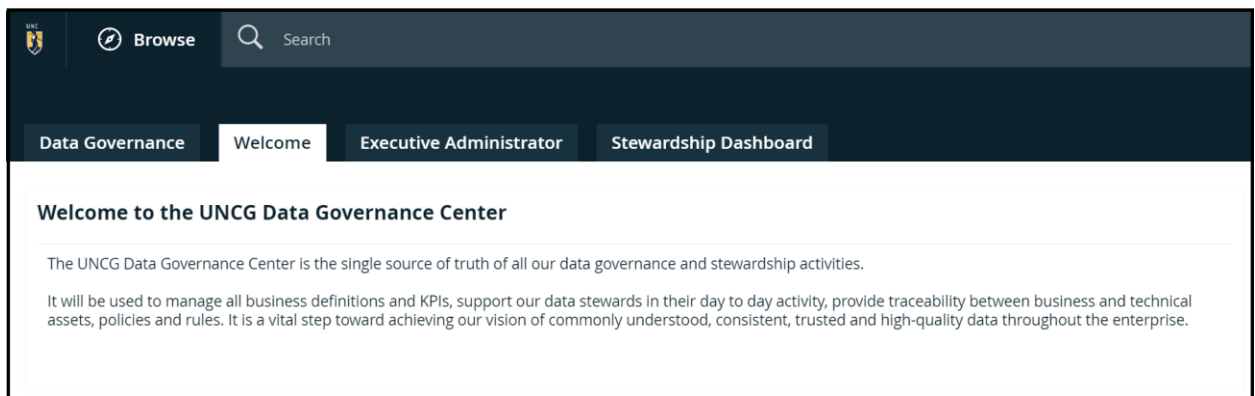 UNC
Browse
Search
Data Governance
Welcome
Executive Administrator
Stewardship Dashboard
Welcome to the UNCG Data Governance Center
The UNCG Data Governance Center is the single source of truth of all our data governance and stewardship activities.
It will be used to manage all business definitions and KPIs, support our data stewards in their day to day activity, provide traceability between business and technical
assets, policies and rules. It is a vital step toward achieving our vision of commonly understood, consistent, trusted and high-quality data throughout the enterprise.